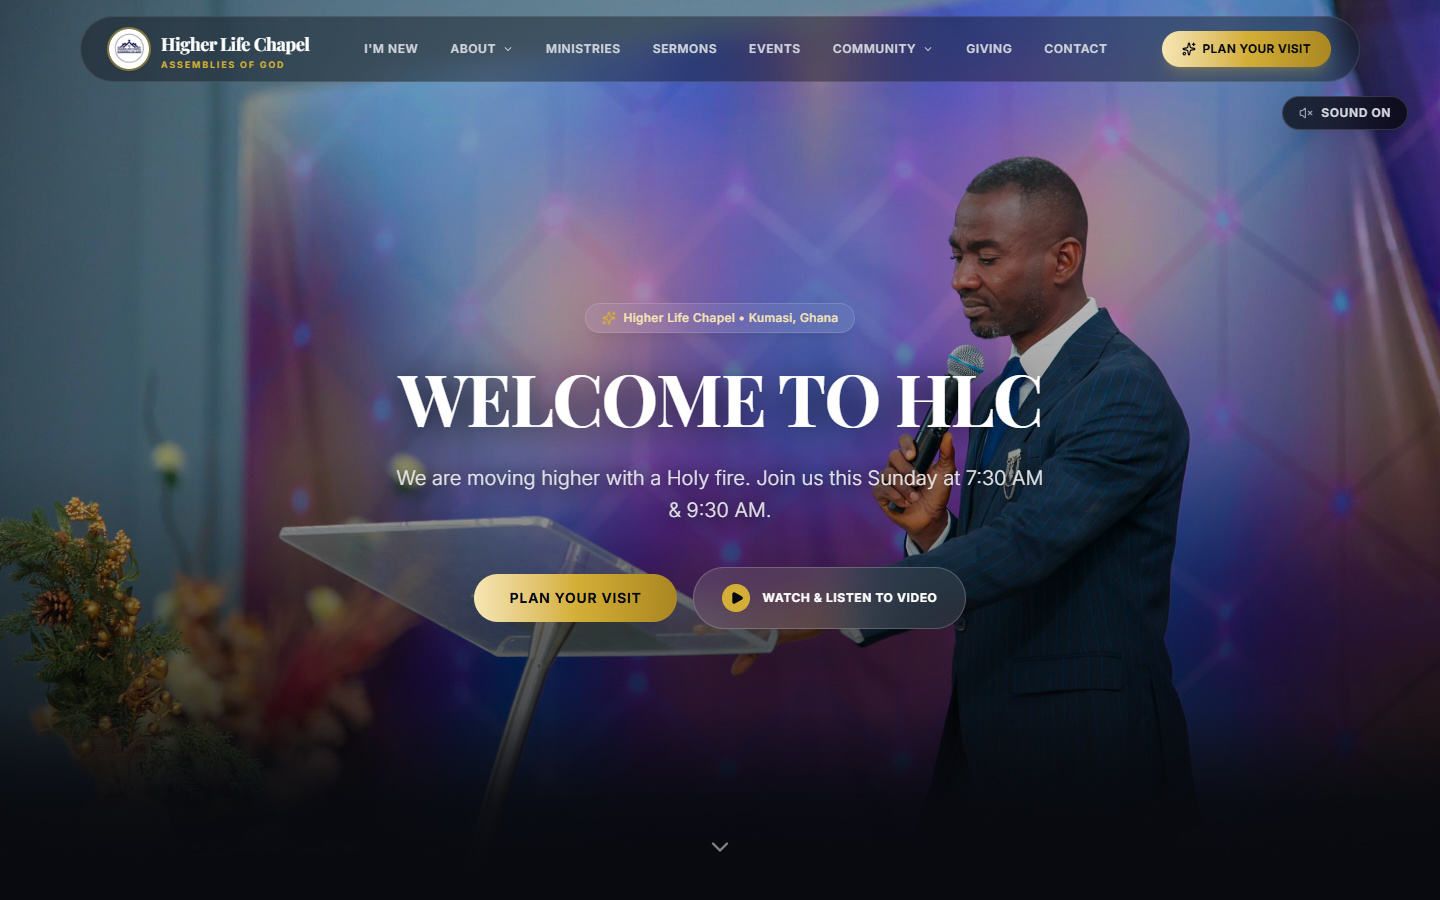 Higher Life Chapel
ASSEMBLIES OF GOD
I'M NEW
ABOUT
MINISTRIES
SERMONS
EVENTS
COMMUNITY
GIVING
CONTACT
PLAN YOUR VISIT
SOUND ON
Higher Life Chapel • Kumasi, Ghana
WELCOME TO HLC
We are moving higher with a Holy fire. Join us this Sunday at 7:30 AM
& 9:30 AM.
PLAN YOUR VISIT
WATCH & LISTEN TO VIDEO